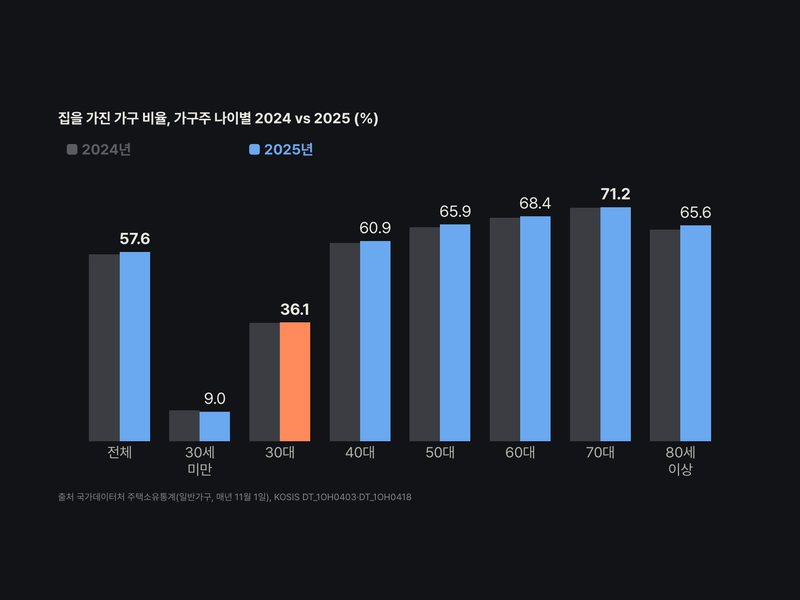 집을 가진 가구 비율, 가구주 나이별 2024 vs 2025 (%)
2024년
2025년
57.6
9.0
36.1
60.9
65.9
68.4
71.2
65.6
전체
30세
미만
30대
40대
50대
60대
70대
80세
이상
출처 국가데이터처 주택소유통계(일반가구, 매년 11월 1일), KOSIS DT_1OH0403·DT_1OH0418